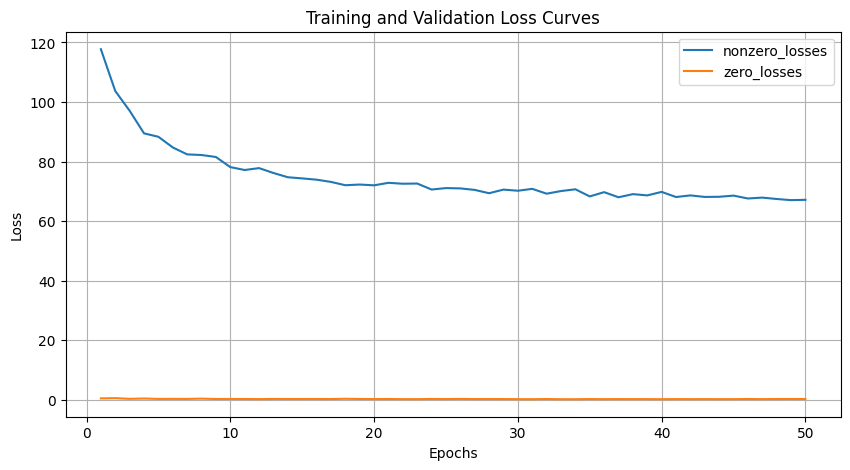 Training and Validation Loss Curves
nonzero_losses
zero_losses
120
100
80
60
40
20
0
Loss
0 10 20 30 40 50
Epochs